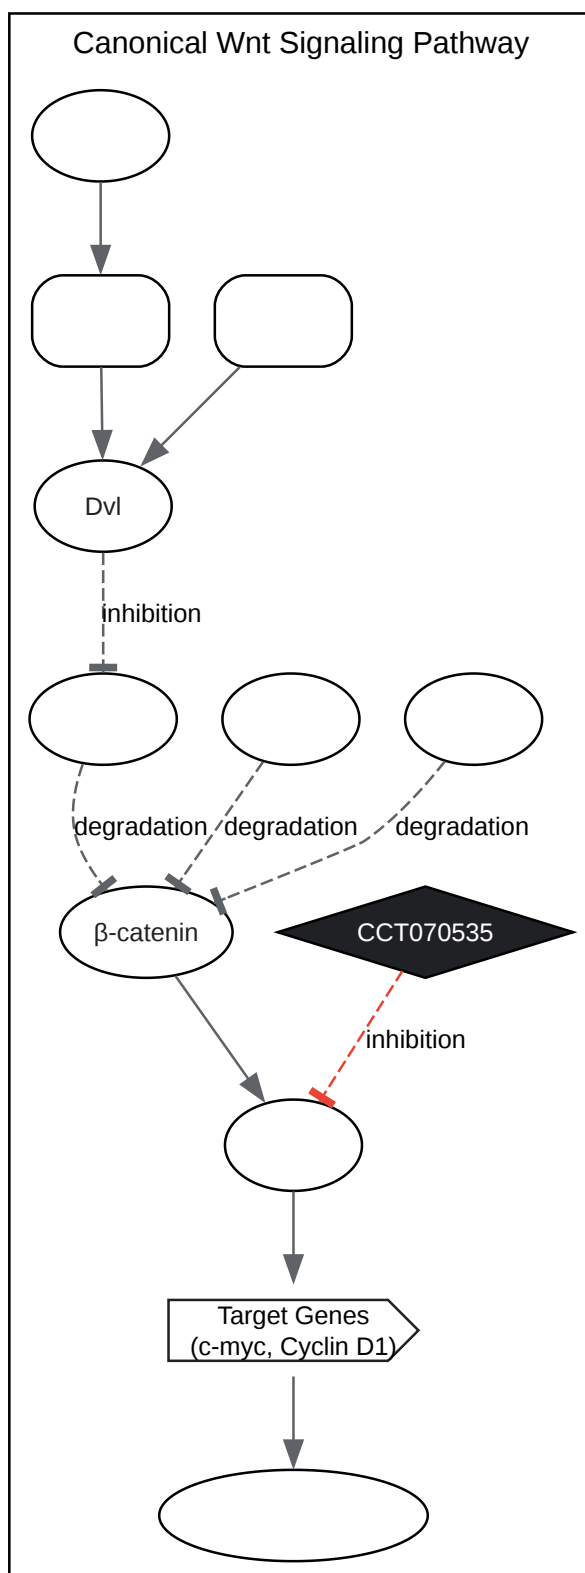 Canonical Wnt Signaling Pathway
Dvl
inhibition
degradation
degradation
degradation
β-catenin
CCT070535
inhibition
Target Genes
(c-myc, Cyclin D1)